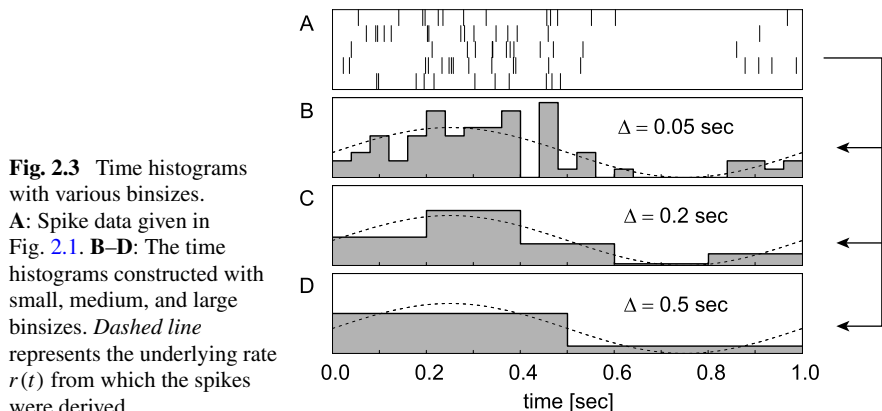 Fig. 2.3 Time histograms
with various binsizes.
A: Spike data given in
Fig. 2.1. B–D: The time
histograms constructed with
small, medium, and large
binsizes. Dashed line
represents the underlying rate
r(t) from which the spikes
were derived
A
B
Δ = 0.05 sec
C
Δ = 0.2 sec
D
Δ = 0.5 sec
0.0 0.2 0.4 0.6 0.8 1.0
time [sec]